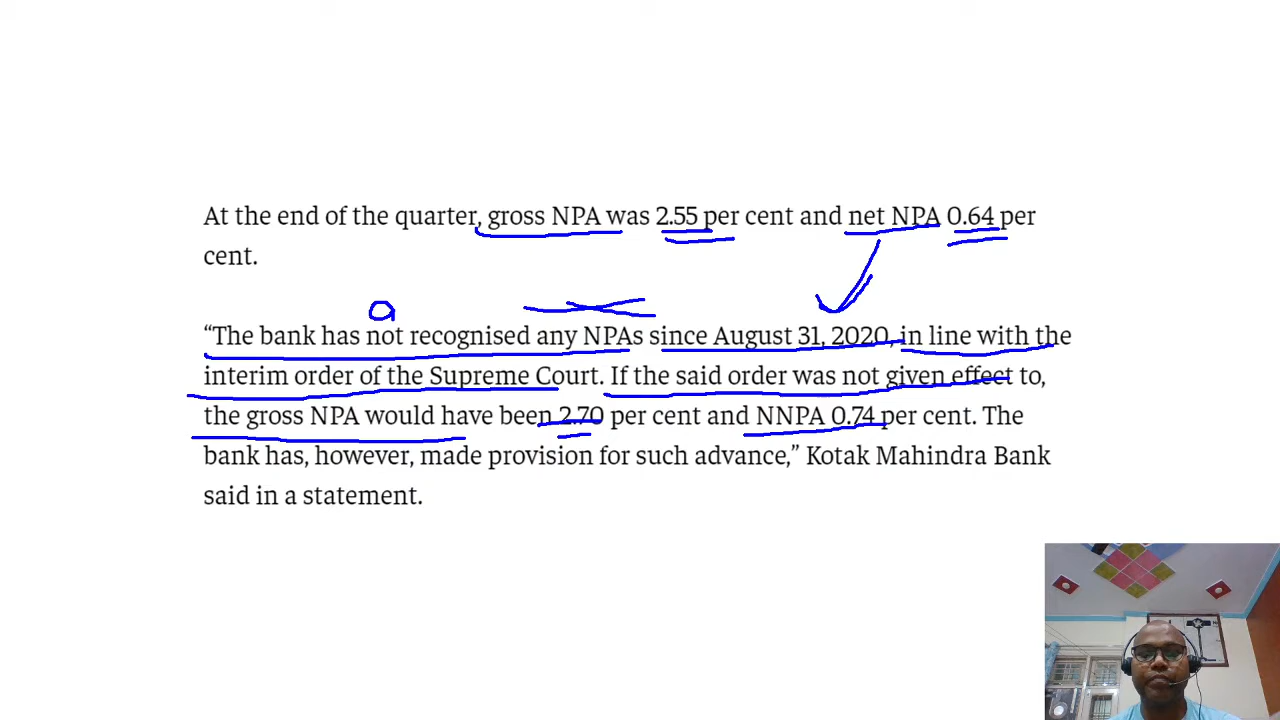 At the end of the quarter, gross NPA was 2.55 per cent and net NPA 0.64 per
cent.
a
“The bank has not recognised any NPAs since August 31, 2020, in line with the
interim order of the Supreme Court. If the said order was not given effect to,
the gross NPA would have been 2.70 per cent and NNPA 0.74 per cent. The
bank has, however, made provision for such advance,” Kotak Mahindra Bank
said in a statement.